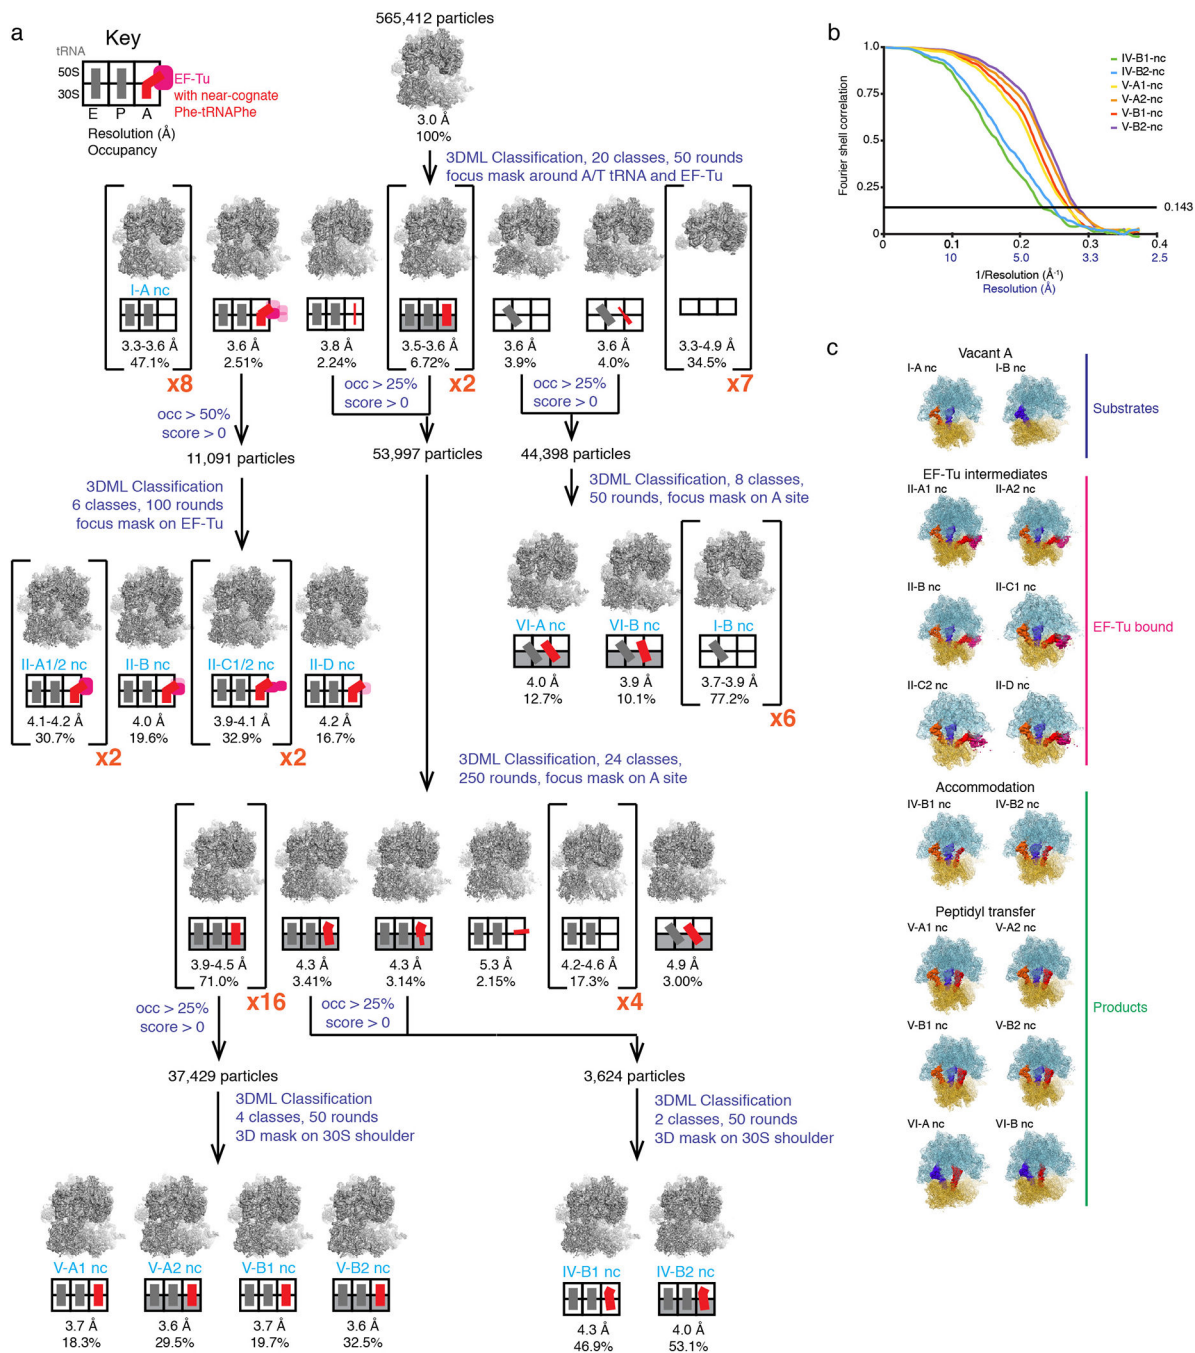 a
Key
tRNA
50S
30S
EF-Tu
with near-cognate
Phe-tRNAPhe
E P A
Resolution (Å)
Occupancy
565,412 particles
3.0 Å
100%
3DML Classification, 20 classes, 50 rounds
focus mask around A/T tRNA and EF-Tu
I-A nc
3.3-3.6 Å
47.1%
x8
3.6 Å
2.51%
3.8 Å
2.24%
3.5-3.6 Å
6.72%
x2
3.6 Å
3.9%
3.6 Å
4.0%
3.3-4.9 Å
34.5%
x7
occ > 50%
score > 0
occ > 25%
score > 0
occ > 25%
score > 0
11,091 particles
53,997 particles
44,398 particles
3DML Classification
6 classes, 100 rounds
focus mask on EF-Tu
3DML Classification, 8 classes,
50 rounds, focus mask on A site
II-A1/2 nc
4.1-4.2 Å
30.7%
x2
II-B nc
4.0 Å
19.6%
II-C1/2 nc
3.9-4.1 Å
32.9%
x2
II-D nc
4.2 Å
16.7%
VI-A nc
4.0 Å
12.7%
VI-B nc
3.9 Å
10.1%
I-B nc
3.7-3.9 Å
77.2%
x6
3DML Classification, 24 classes,
250 rounds, focus mask on A site
3.9-4.5 Å
71.0%
x16
4.3 Å
3.41%
4.3 Å
3.14%
5.3 Å
2.15%
4.2-4.6 Å
17.3%
x4
4.9 Å
3.00%
occ > 25%
score > 0
occ > 25%
score > 0
37,429 particles
3,624 particles
3DML Classification
4 classes, 50 rounds
3D mask on 30S shoulder
3DML Classification
2 classes, 50 rounds
3D mask on 30S shoulder
V-A1 nc
3.7 Å
18.3%
V-A2 nc
3.6 Å
29.5%
V-B1 nc
3.7 Å
19.7%
V-B2 nc
3.6 Å
32.5%
IV-B1 nc
4.3 Å
46.9%
IV-B2 nc
4.0 Å
53.1%
b
Fourier shell correlation
1.0
0.75
0.5
0.25
0
0 0.1 0.2 0.3 0.4
10 5.0 3.3 2.5
1/Resolution (Å-1)
Resolution (Å)
0.143
IV-B1-nc
IV-B2-nc
V-A1-nc
V-A2-nc
V-B1-nc
V-B2-nc
c
Vacant A
I-A nc I-B nc
Substrates
EF-Tu intermediates
II-A1 nc II-A2 nc
II-B nc II-C1 nc
EF-Tu bound
II-C2 nc II-D nc
Accommodation
IV-B1 nc IV-B2 nc
Peptidyl transfer
V-A1 nc V-A2 nc
Products
V-B1 nc V-B2 nc
VI-A nc VI-B nc